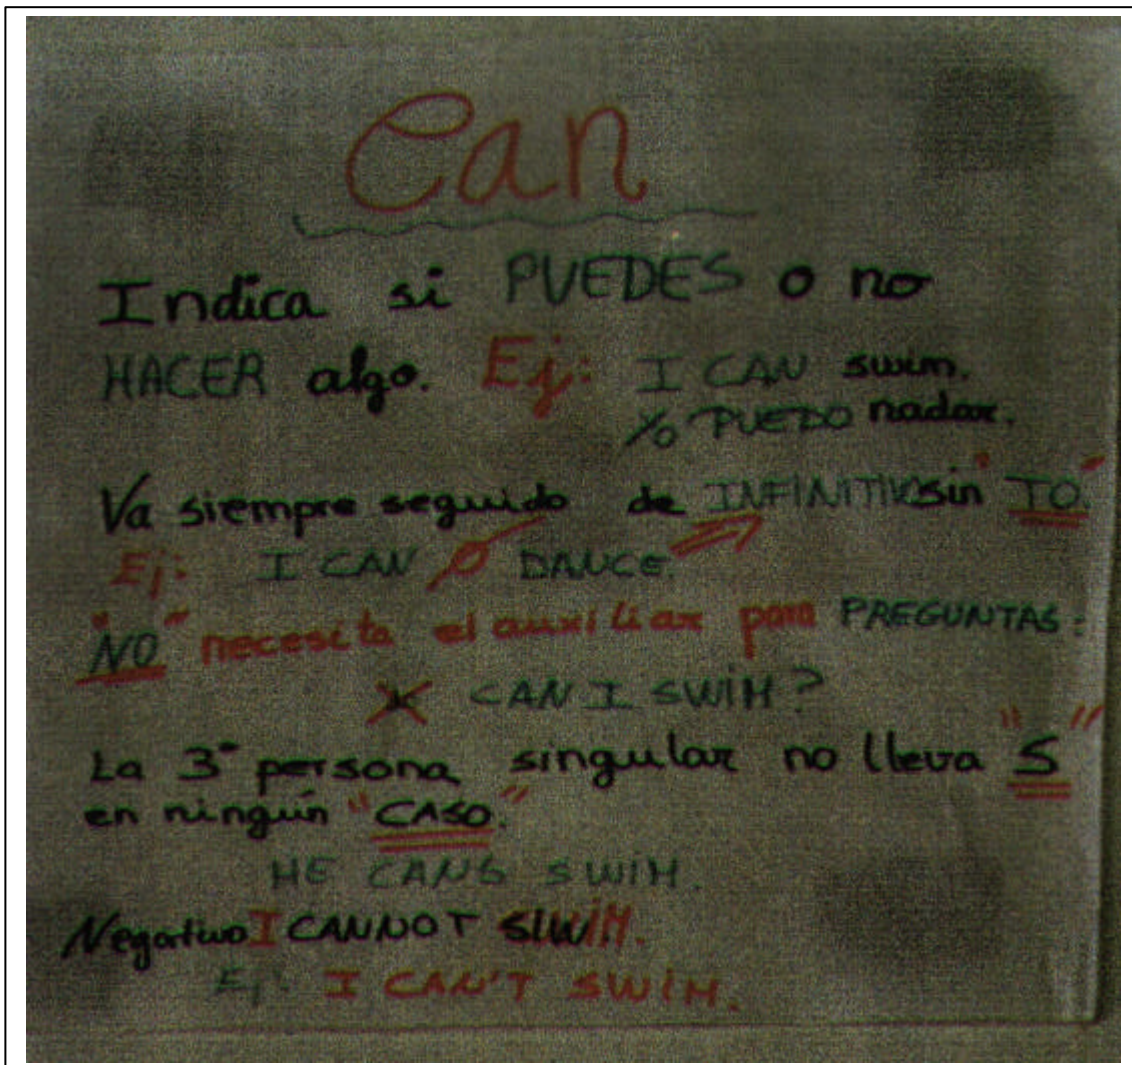 Can
Indica si PUEDES o no
HACER algo. Ej: I CAN swim.
Yo PUEDO nadar.
Va siempre seguido de INFINITIVO sin "TO."
Ej: I CAN DANCE.
"NO" necesita el auxiliar para PREGUNTAS:
CAN I SWIM?
La 3ª persona singular no lleva "S"
en ningún "CASO."
HE CANS SWIM.
Negativo I CANNOT SWIM.
Ej: I CAN'T SWIM.